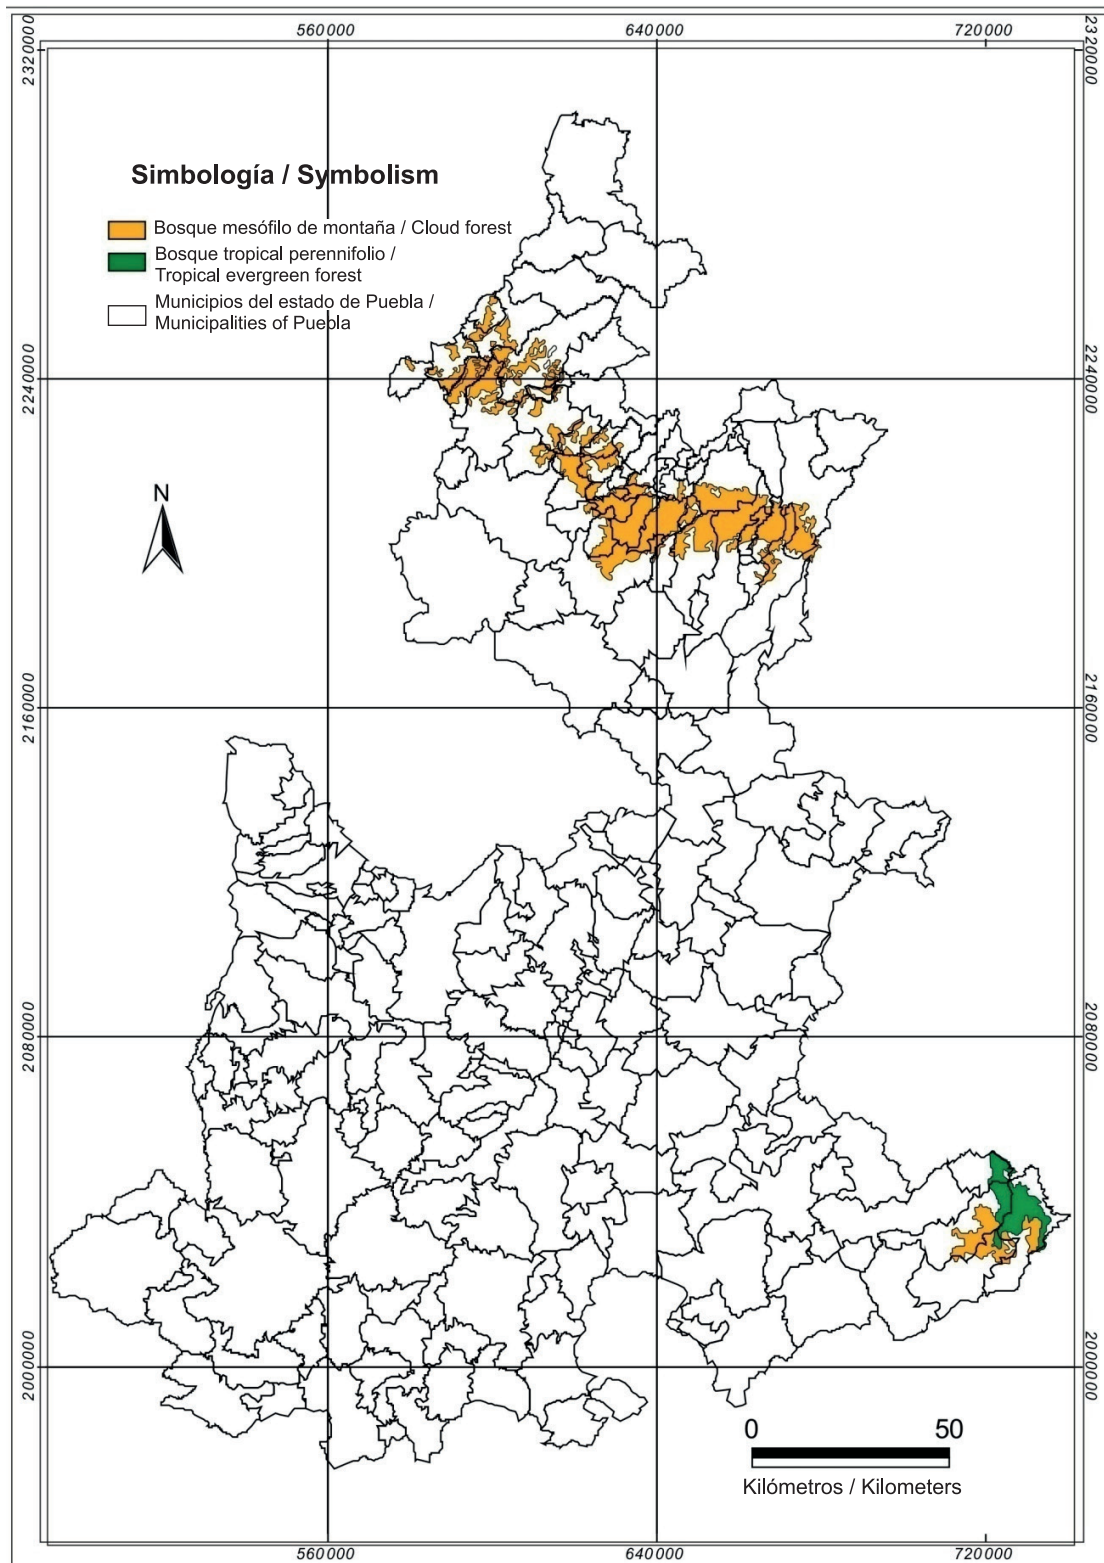 560000 640000 720000
2320000 2320000
Simbología / Symbolism
Bosque mesófilo de montaña / Cloud forest
Bosque tropical perennifolio /
Tropical evergreen forest
Municipios del estado de Puebla /
Municipalities of Puebla
2240000 2240000
N
2160000 2160000
2080000 2080000
2000000 2000000
0 50
Kilómetros / Kilometers
560000 640000 720000